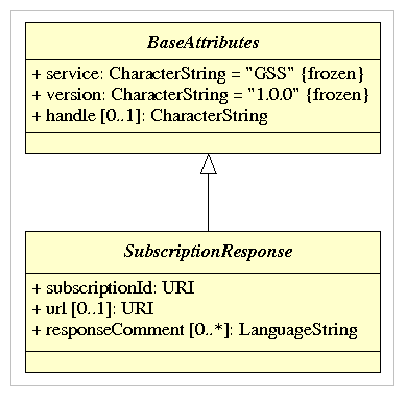 BaseAttributes
+ service: CharacterString = "GSS" {frozen}
+ version: CharacterString = "1.0.0" {frozen}
+ handle [0..1]: CharacterString
SubscriptionResponse
+ subscriptionId: URI
+ url [0..1]: URI
+ responseComment [0..*]: LanguageString